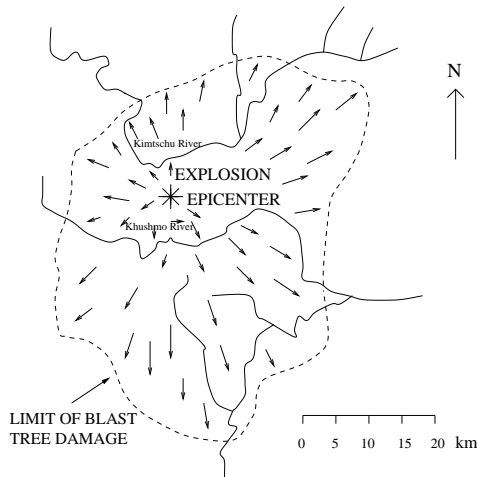 N
Kimtschu River
EXPLOSION
EPICENTER
Khushmo River
LIMIT OF BLAST
TREE DAMAGE
0 5 10 15 20 km